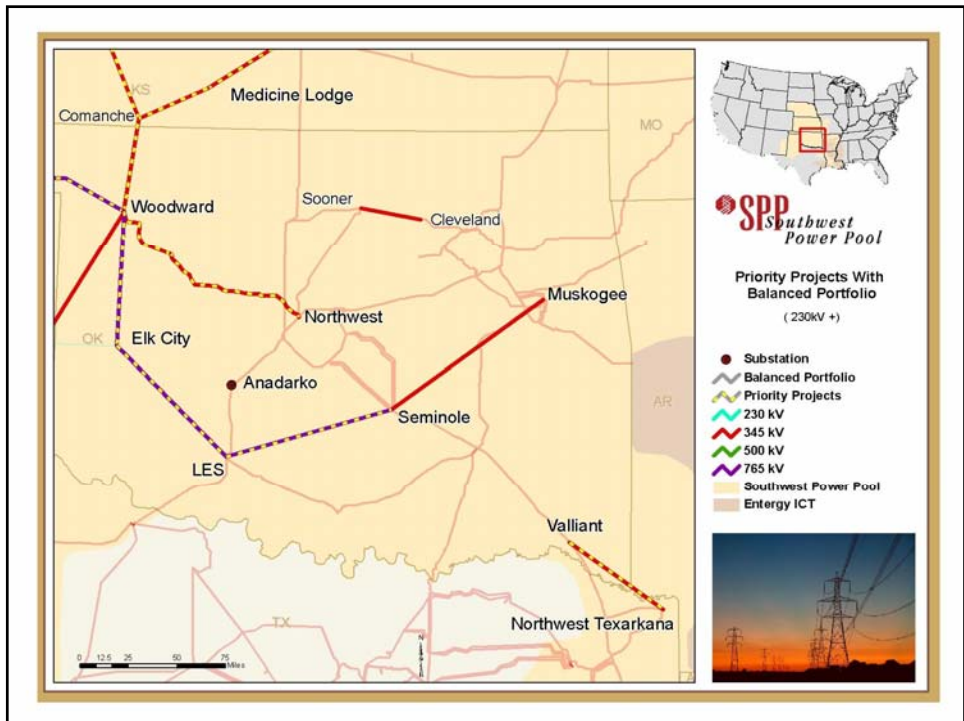 KS
Medicine Lodge
Comanche
MO
Woodward
Sooner
Cleveland
Muskogee
Northwest
OK
Elk City
Anadarko
AR
Seminole
LES
Valliant
TX
Northwest Texarkana
0 12.5 25 50 75
Miles
SPP
Southwest
Power Pool
Priority Projects With
Balanced Portfolio
( 230kV +)
Substation
Balanced Portfolio
Priority Projects
230 kV
345 kV
500 kV
765 kV
Southwest Power Pool
Entergy ICT